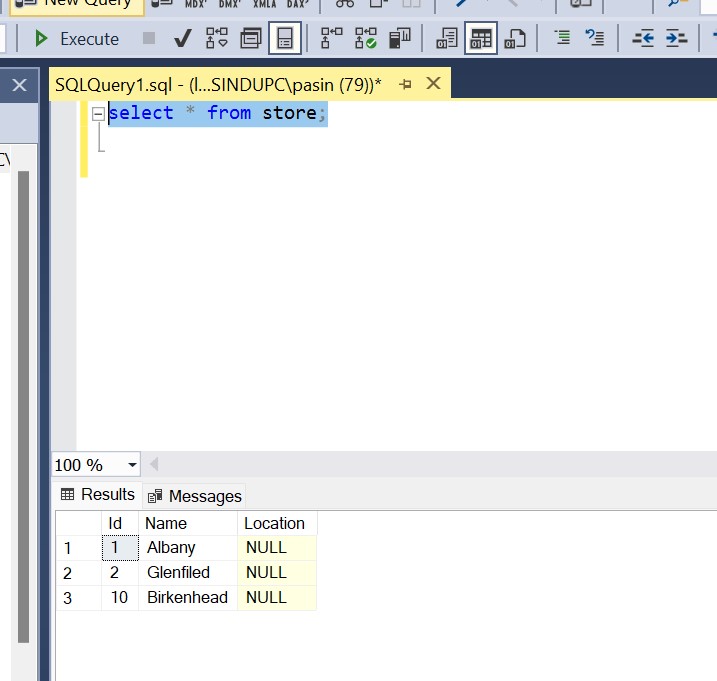 New Query
MDX
DMX
XMLA
DAX
Execute
SQLQuery1.sql - (l...SINDUPC\pasin (79))*
select * from store;
100 %
Results
Messages
Id Name Location
1 1 Albany NULL
2 2 Glenfiled NULL
3 10 Birkenhead NULL